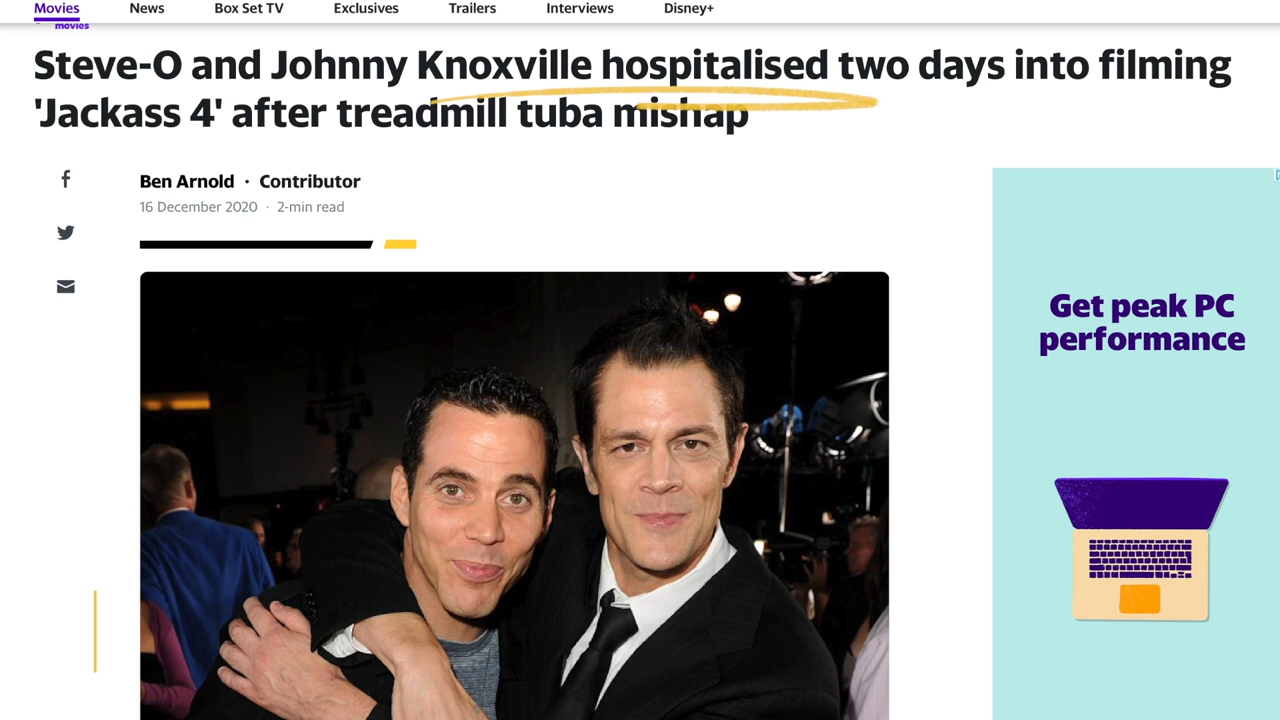 Movies News Box Set TV Exclusives Trailers Interviews Disney+
movies
Steve-O and Johnny Knoxville hospitalised two days into filming
'Jackass 4' after treadmill tuba mishap
Ben Arnold · Contributor
16 December 2020 · 2-min read
Get peak PC
performance